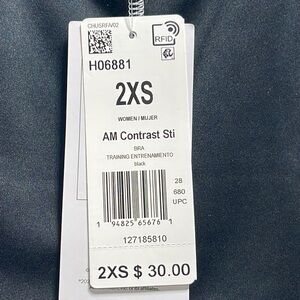 CHUSRFIV02
RFID
H06881
2XS
WOMEN / MUJER
AM Contrast Sti
BRA
TRAINING ENTRENAMIENTO
black
28
680
UPC
1 94825 65676 1
127185810
2XS $ 30.00